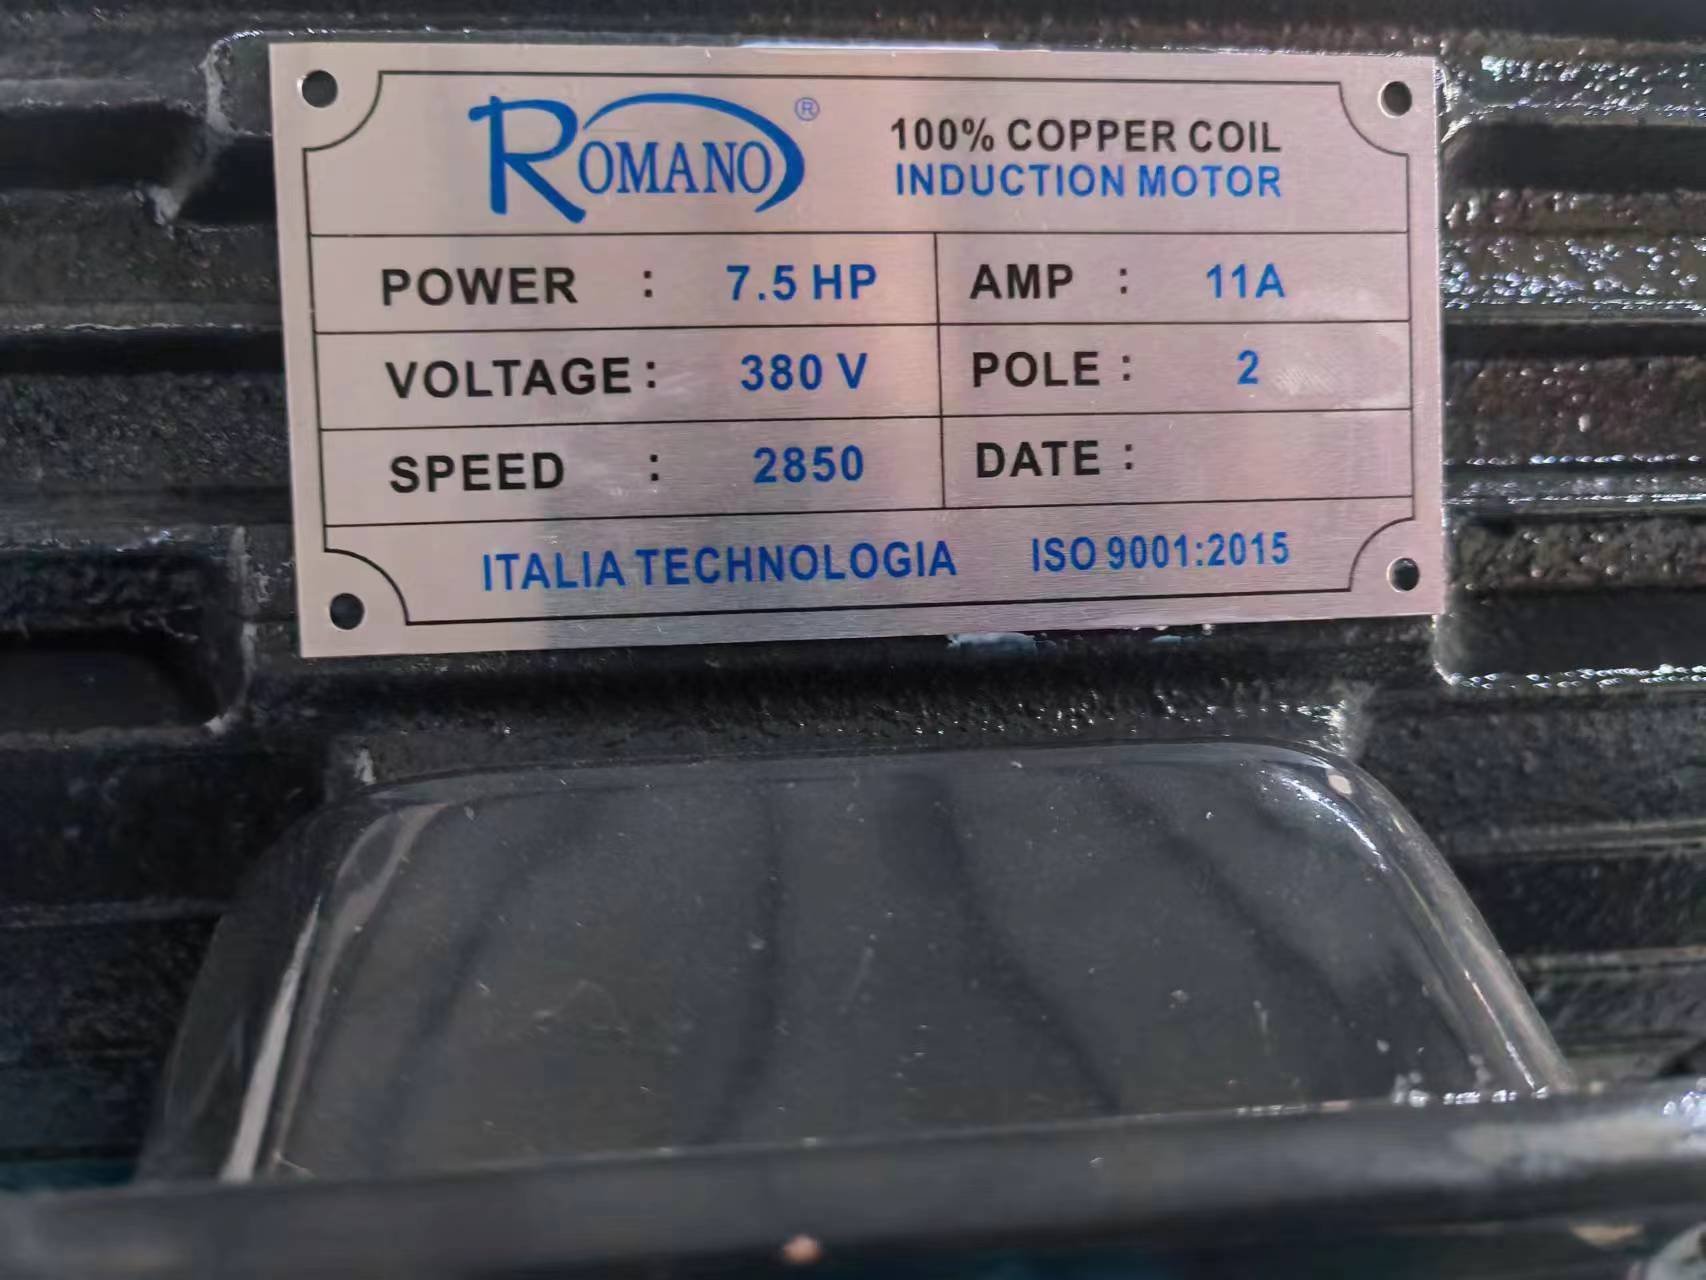 ROMANO®
100% COPPER COIL
INDUCTION MOTOR
POWER : 7.5 HP
AMP : 11A
VOLTAGE : 380 V
POLE : 2
SPEED : 2850
DATE :
ITALIA TECHNOLOGIA ISO 9001:2015